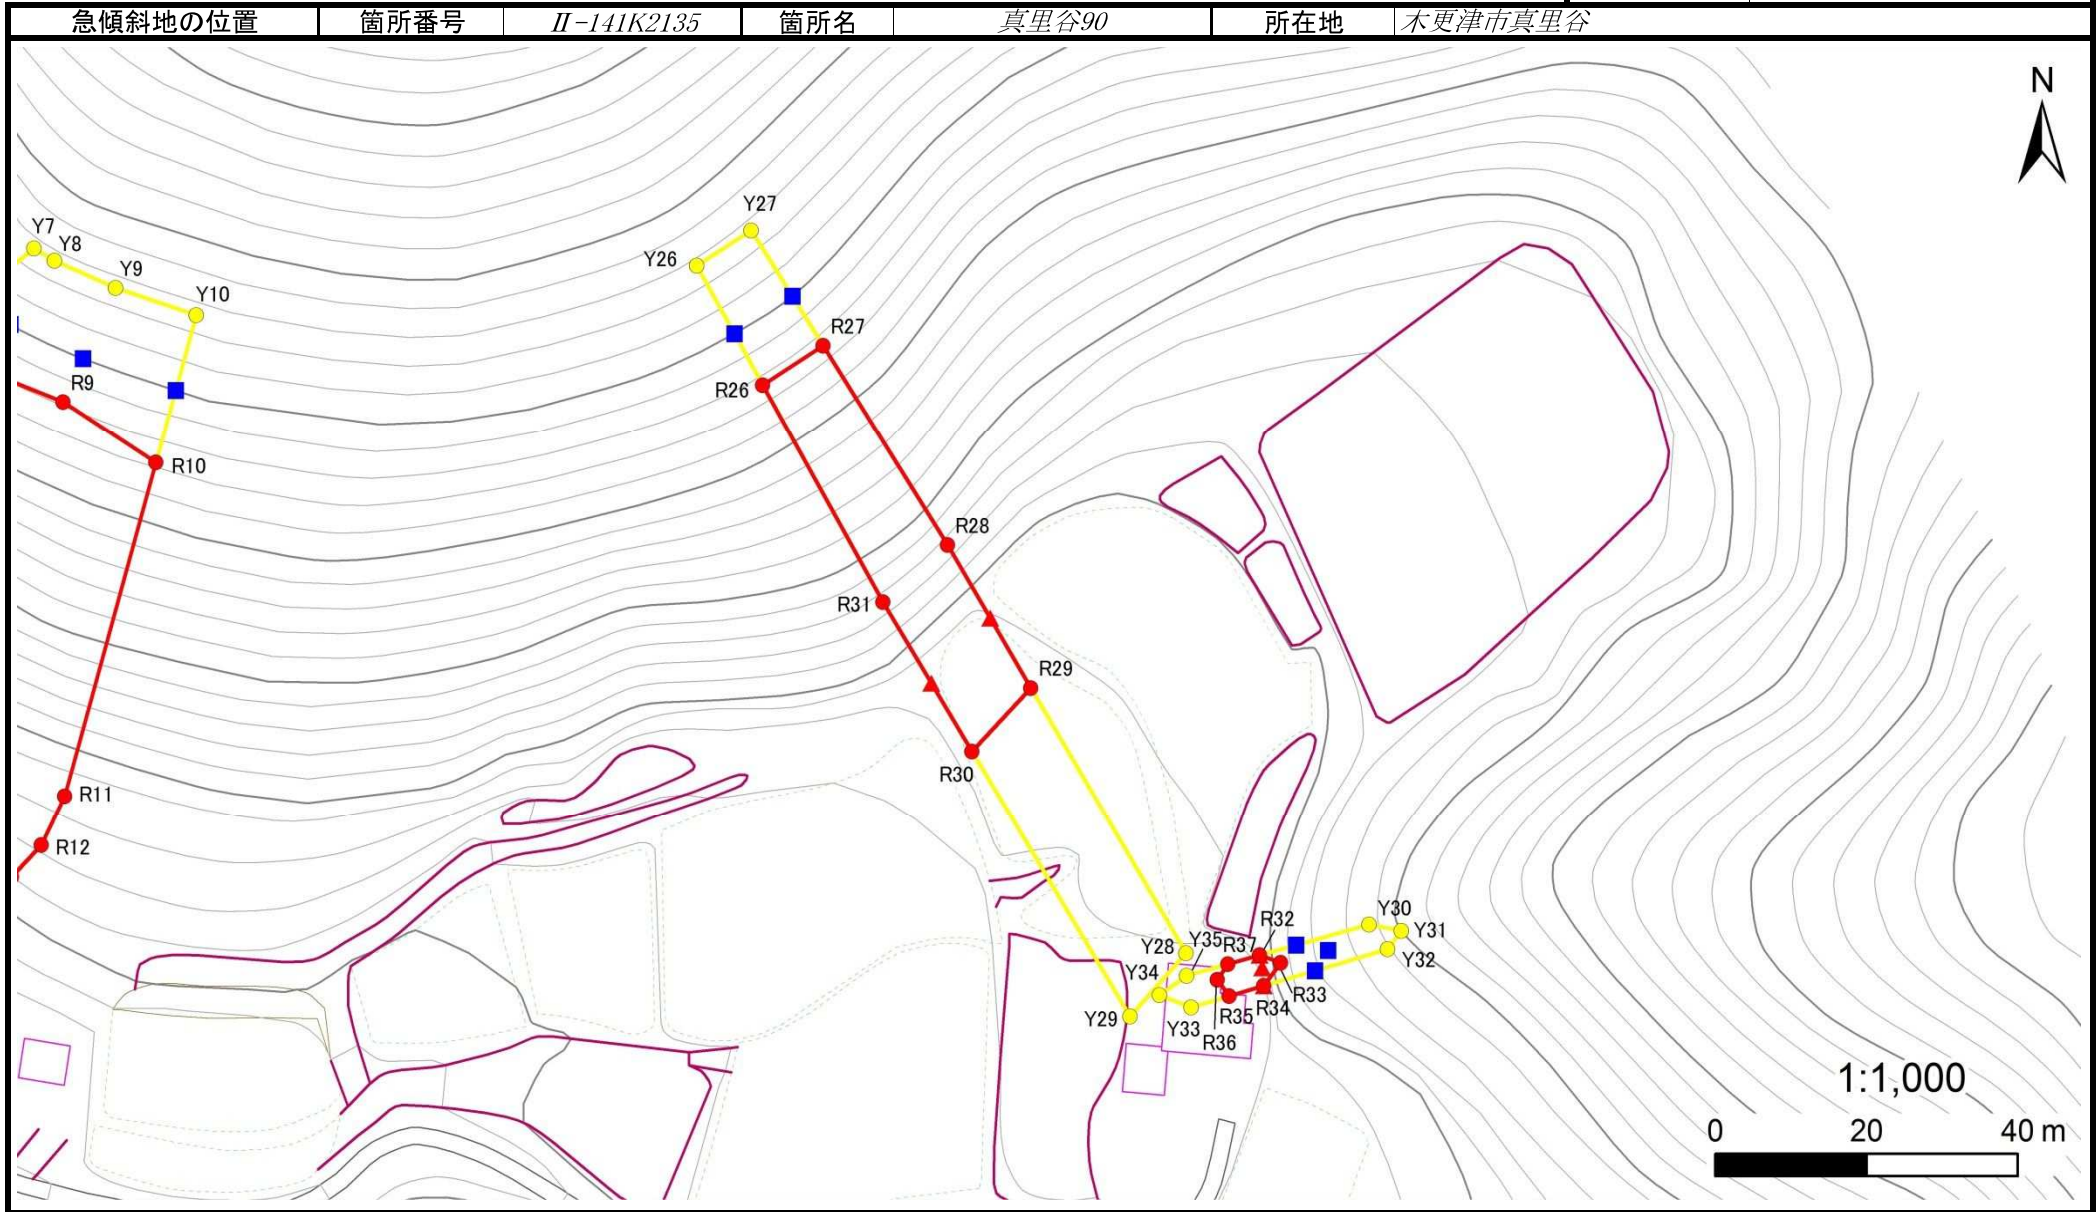 急傾斜地の位置 箇所番号 Ⅱ-141K2135 箇所名 真里谷90 所在地 木更津市真里谷
N
Y27
Y7
Y8
Y26
Y9
Y10
R27
R9
R26
R10
R28
R31
R29
R30
R11
R12
Y30
R32
Y31
Y28 Y35 R37
Y32
Y34
R33
R34
Y29 Y33 R35
R36
1:1,000
0 20 40 m